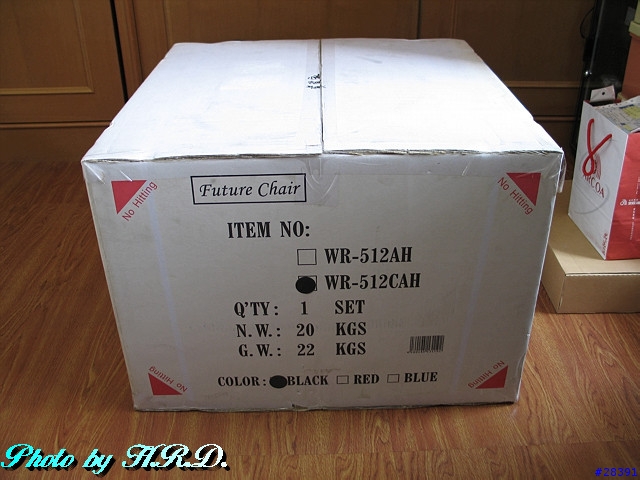 Future Chair
No Hitting
No Hitting
ITEM NO:
WR-512AH
WR-512CAH
Q'TY: 1 SET
N.W.: 20 KGS
G.W.: 22 KGS
COLOR: BLACK RED BLUE
No Hitting
No Hitting
Photo by H.R.D.
#28391